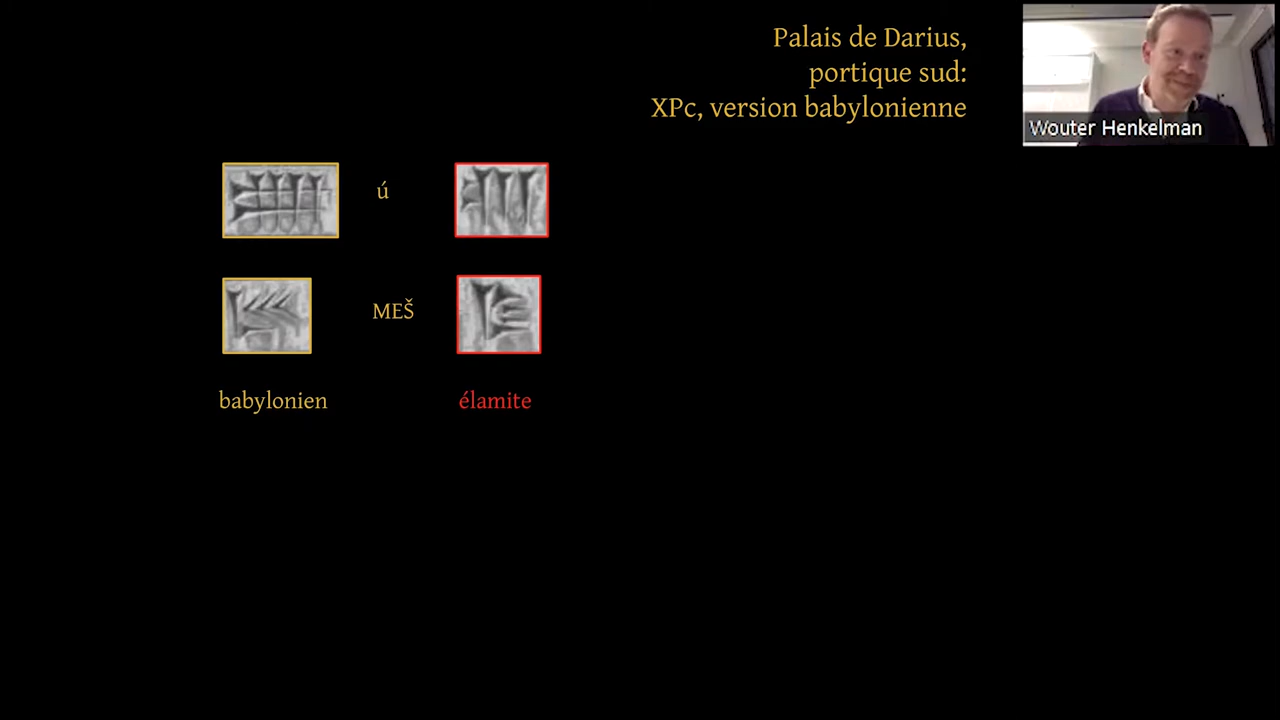 Palais de Darius,
portique sud:
XPc, version babylonienne
Wouter Henkelman
ú
MEŠ
babylonien
élamite